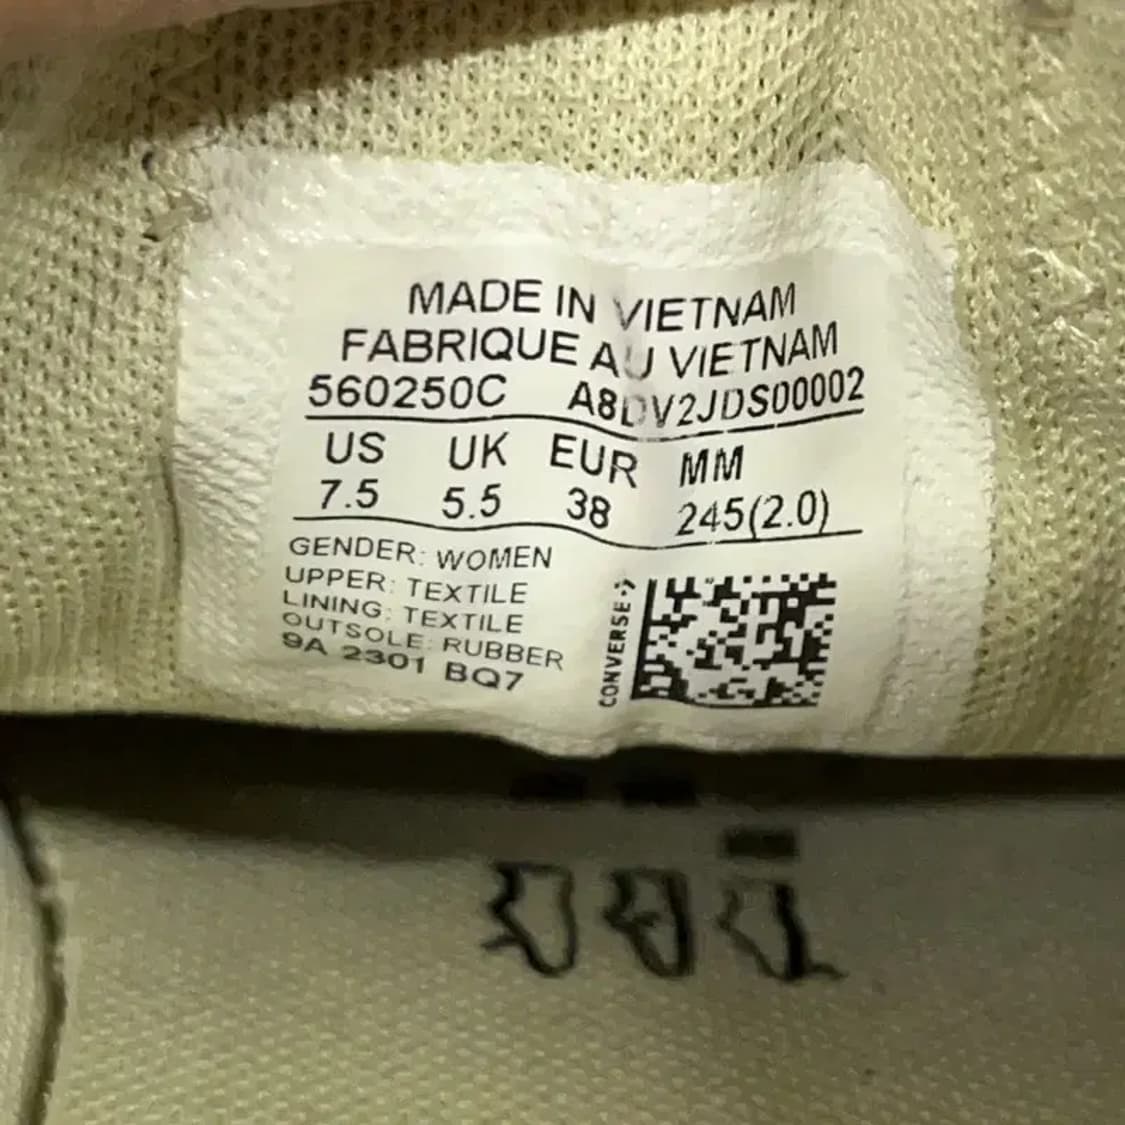 MADE IN VIETNAM
FABRIQUE AU VIETNAM
560250C A8DV2JDS00002
US UK EUR MM
7.5 5.5 38 245(2.0)
GENDER: WOMEN
UPPER: TEXTILE
LINING: TEXTILE
OUTSOLE: RUBBER
9A 2301 BQ7
CONVERSE